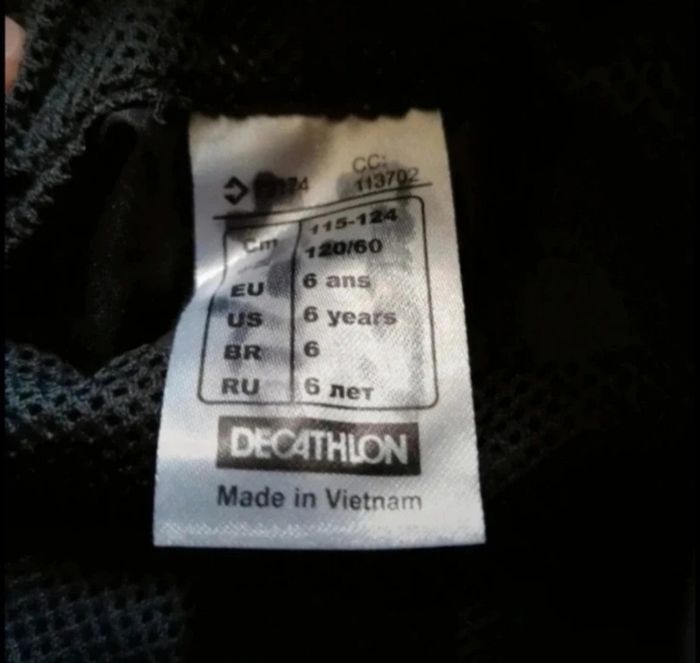 CC:
113702
Cm 115-124
120/60
EU 6 ans
US 6 years
BR 6
RU 6 лет
DECATHLON
Made in Vietnam